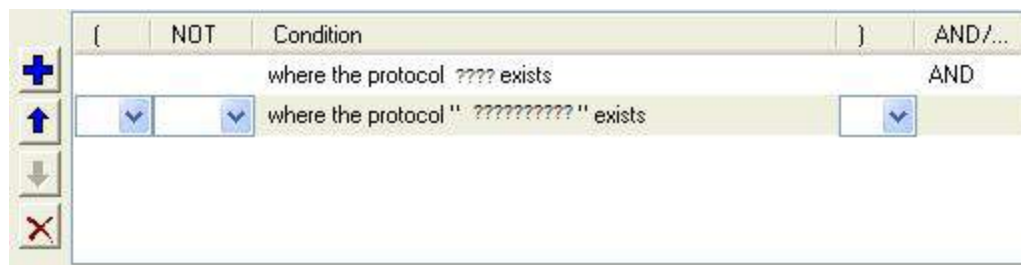 ( NOT Condition ) AND/...
where the protocol ???? exists AND
where the protocol " ?????????? " exists